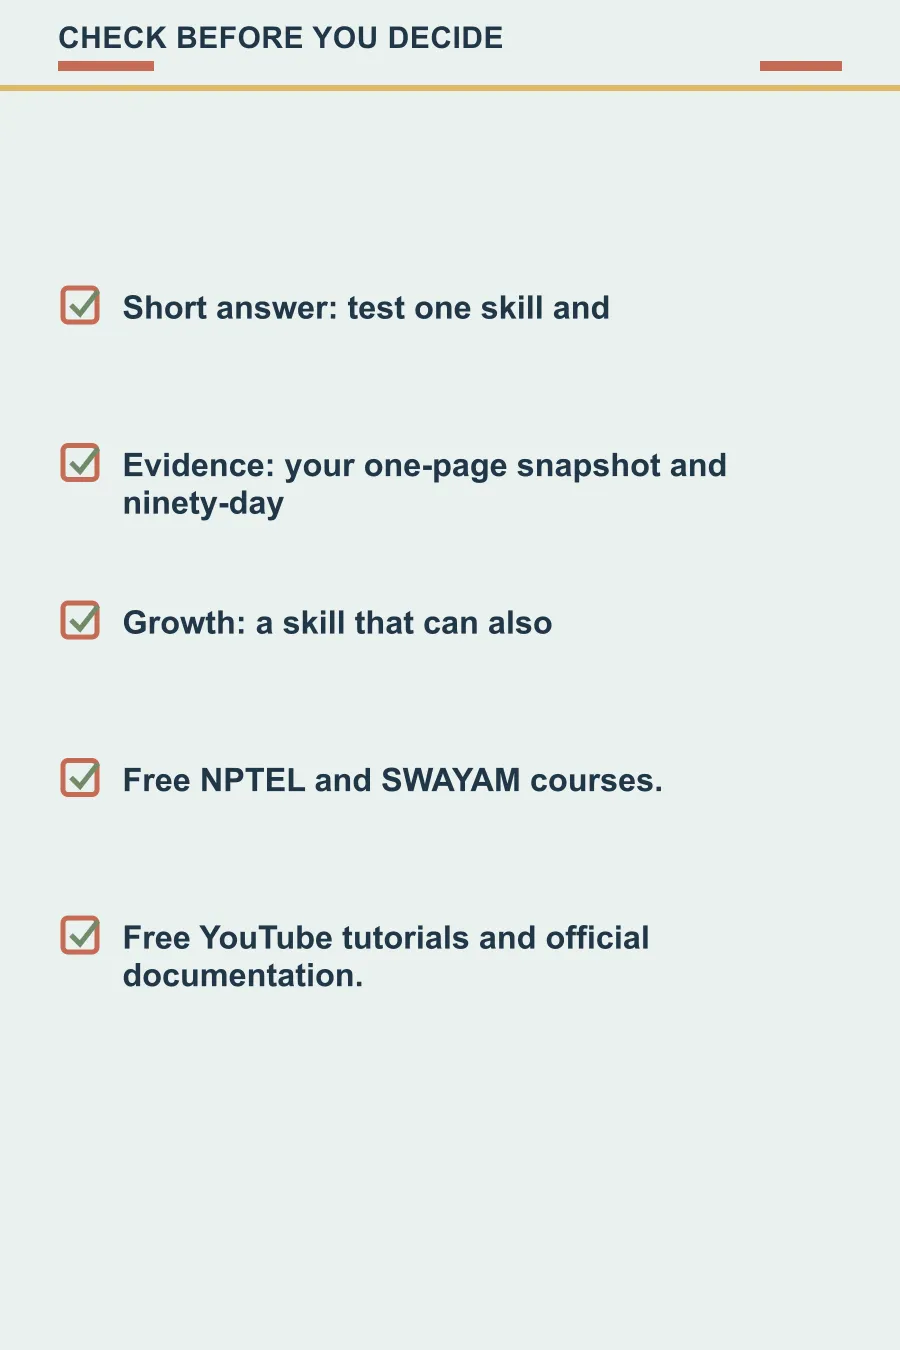 CHECK BEFORE YOU DECIDE
Short answer: test one skill and
Evidence: your one-page snapshot and
ninety-day
Growth: a skill that can also
Free NPTEL and SWAYAM courses.
Free YouTube tutorials and official
documentation.